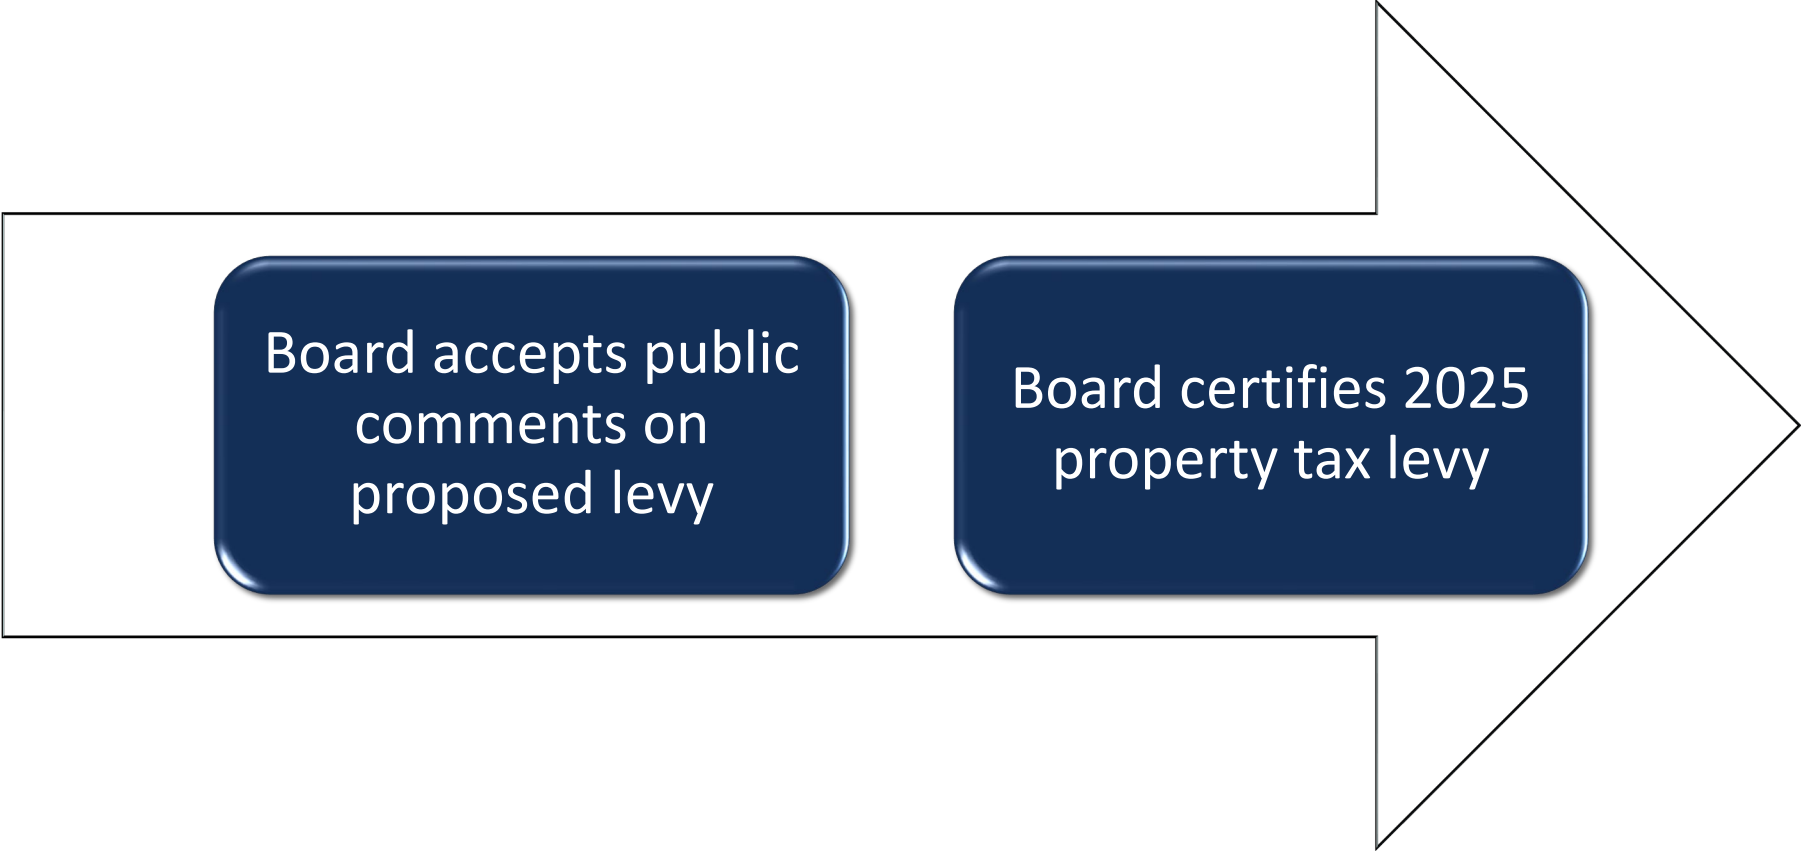 Board accepts public
comments on
proposed levy
Board certifies 2025
property tax levy